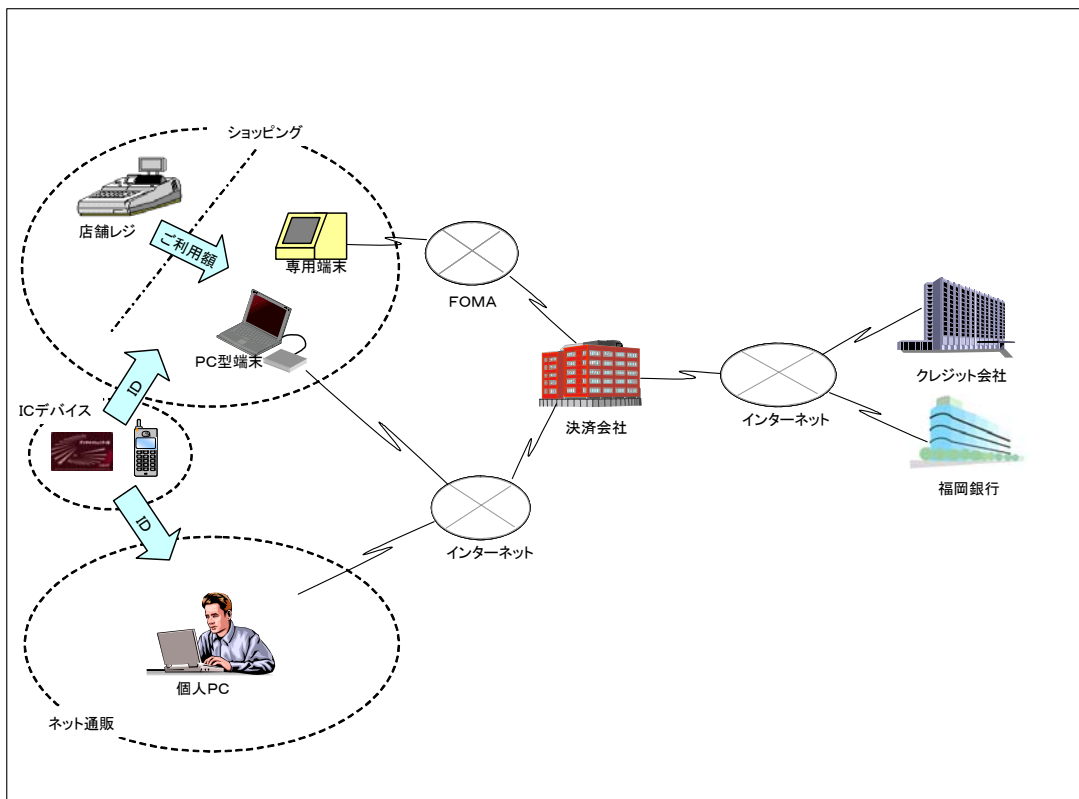 ショッピング
店舗レジ
ご利用額
専用端末
FOMA
PC型端末
ID
ICデバイス
決済会社
インターネット
クレジット会社
福岡銀行
ID
インターネット
個人PC
ネット通販